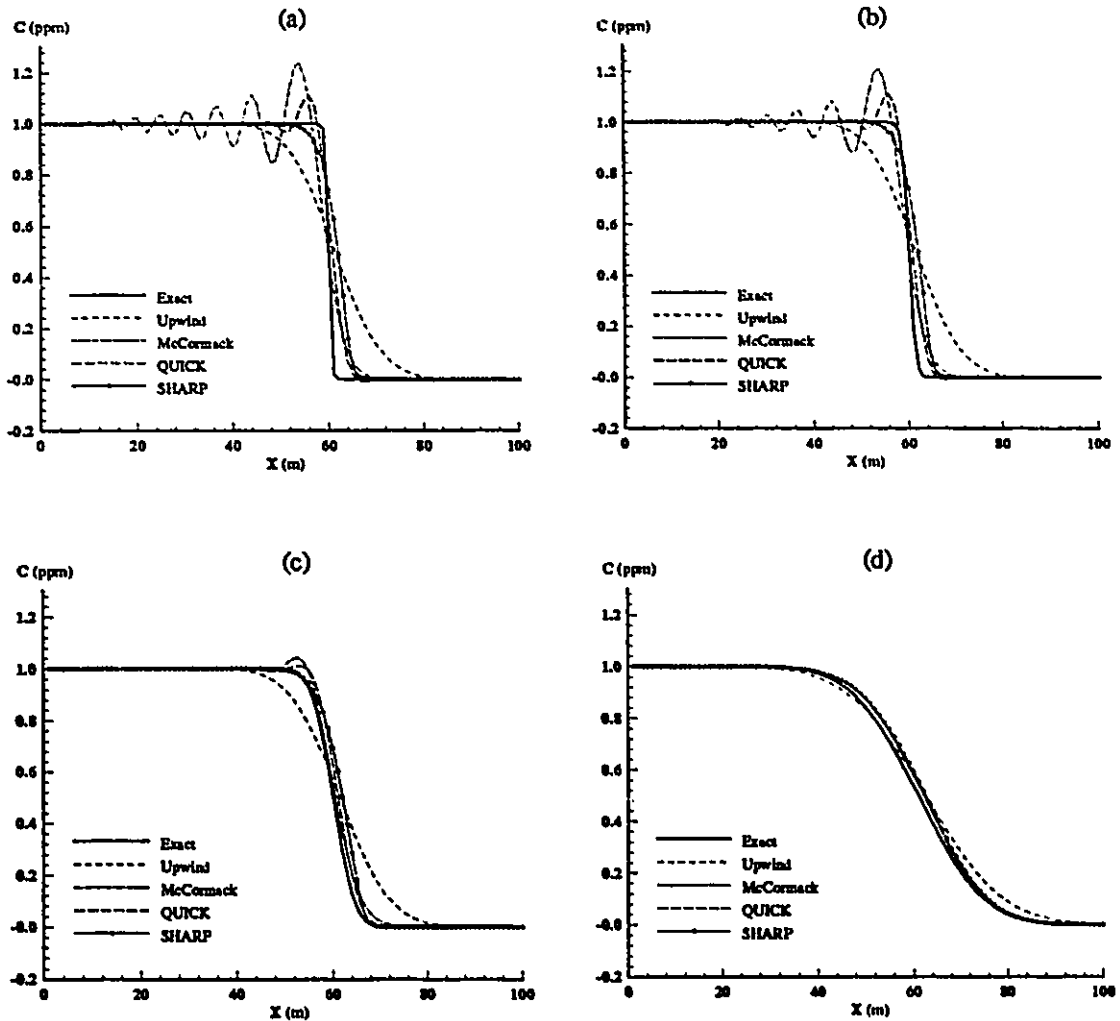 (a)
C (ppm)
1.2
1.0
0.8
0.6
0.4
0.2
-0.0
-0.2
0 20 40 60 80 100
X (m)
Exact
Upwind
McCormack
QUICK
SHARP
(b)
C (ppm)
1.2
1.0
0.8
0.6
0.4
0.2
-0.0
-0.2
0 20 40 60 80 100
X (m)
Exact
Upwind
McCormack
QUICK
SHARP
(c)
C (ppm)
1.2
1.0
0.8
0.6
0.4
0.2
-0.0
-0.2
0 20 40 60 80 100
X (m)
Exact
Upwind
McCormack
QUICK
SHARP
(d)
C (ppm)
1.2
1.0
0.8
0.6
0.4
0.2
-0.0
-0.2
0 20 40 60 80 100
X (m)
Exact
Upwind
McCormack
QUICK
SHARP